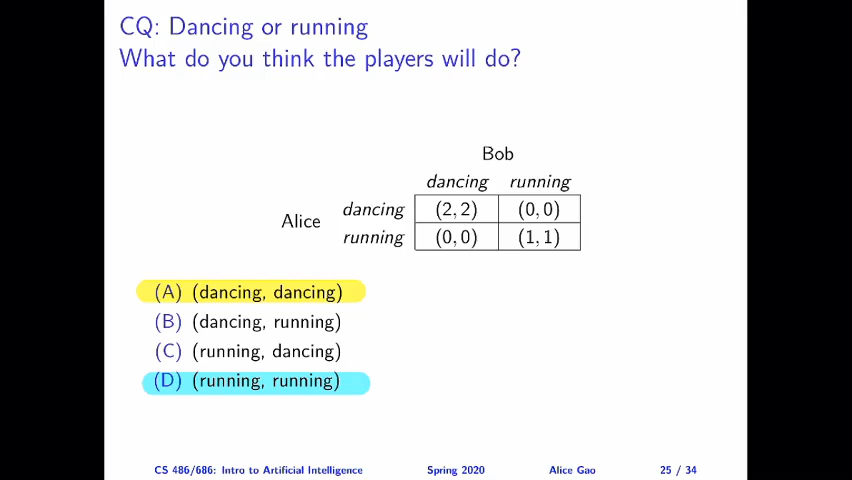 CQ: Dancing or running
What do you think the players will do?
Bob
dancing running
Alice
dancing (2, 2) (0, 0)
running (0, 0) (1, 1)
(A) (dancing, dancing)
(B) (dancing, running)
(C) (running, dancing)
(D) (running, running)
CS 486/686: Intro to Artificial Intelligence Spring 2020 Alice Gao 25 / 34